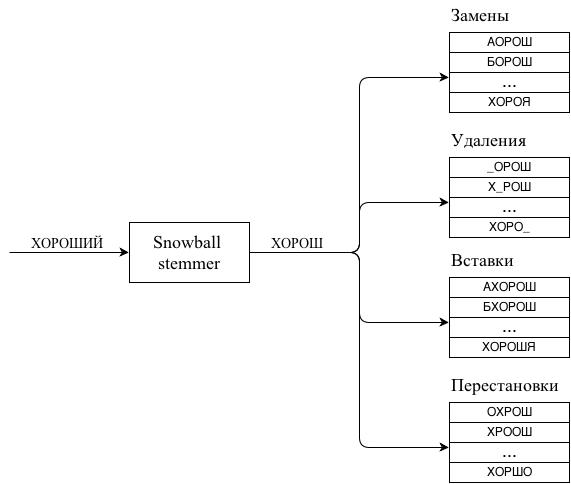 Замены
АОРОШ
БОРОШ
...
ХОРОЯ
Удаления
_ОРОШ
Х_РОШ
...
ХОРО_
ХОРОШИЙ
Snowball
stemmer
ХОРОШ
Вставки
АХОРОШ
БХОРОШ
...
ХОРОШЯ
Перестановки
ОХРОШ
ХРООШ
...
ХОРШО